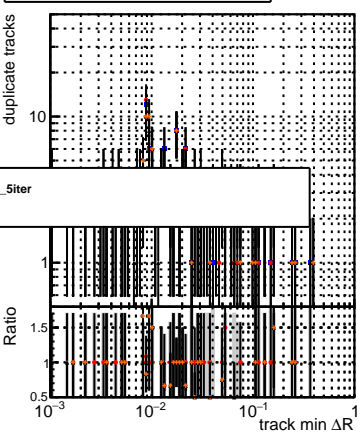 duplicate tracks
10
_5iter
1
Ratio
1.5
1
0.5
10⁻³ 10⁻² 10⁻¹ 1
track min ΔR